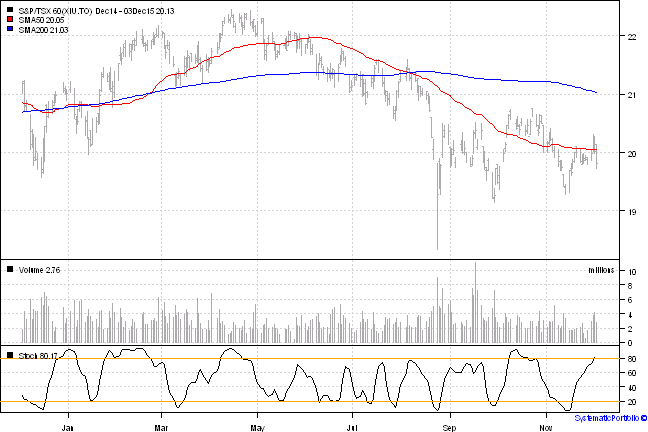 S&P/TSX 60(XIU.TO) Dec14 - 03Dec15 20.13
SMA50 20.05
SMA200 21.03
22
21
20
19
Volume 2.76
millions
10
8
6
4
2
0
Stoch 80.17
80
60
40
20
Jan Mar May Jul Sep Nov
SystematicPortfolio ©